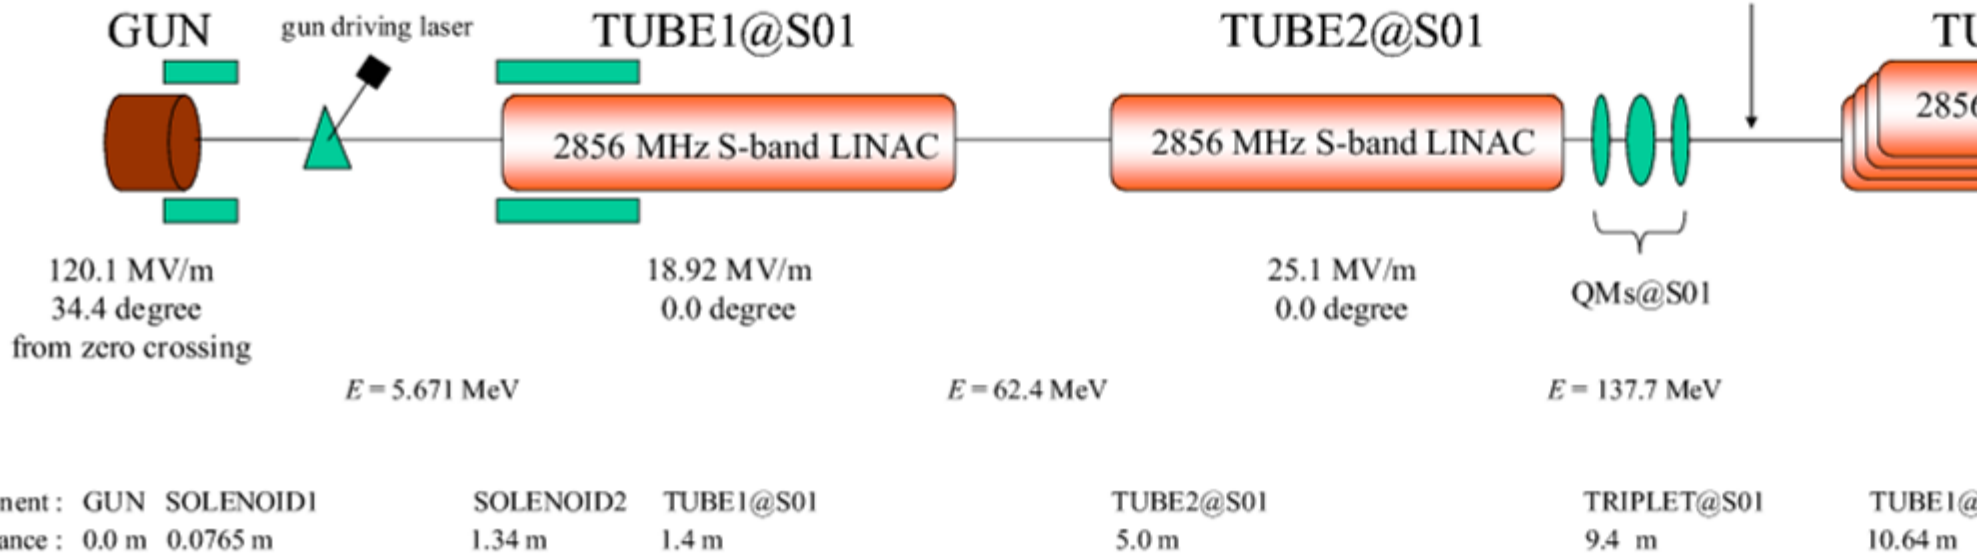 GUN
gun driving laser
TUBE1@S01
TUBE2@S01
2856 MHz S-band LINAC
2856 MHz S-band LINAC
120.1 MV/m
34.4 degree
from zero crossing
18.92 MV/m
0.0 degree
25.1 MV/m
0.0 degree
QMs@S01
E = 5.671 MeV
E = 62.4 MeV
E = 137.7 MeV
nent : GUN SOLENOID1 SOLENOID2 TUBE1@S01 TUBE2@S01 TRIPLET@S01 TUBE1@
ance : 0.0 m 0.0765 m 1.34 m 1.4 m 5.0 m 9.4 m 10.64 m